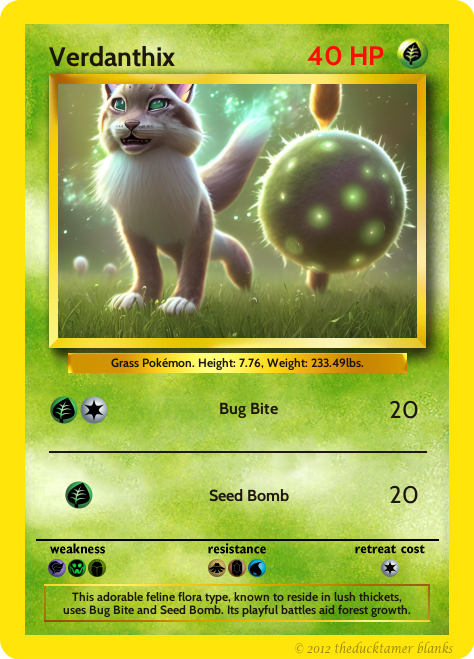 Verdanthix
40 HP
Grass Pokémon. Height: 7.76, Weight: 233.49lbs.
Bug Bite 20
Seed Bomb 20
weakness resistance retreat cost
This adorable feline flora type, known to reside in lush thickets,
uses Bug Bite and Seed Bomb. Its playful battles aid forest growth.
© 2012 theducktamer blanks